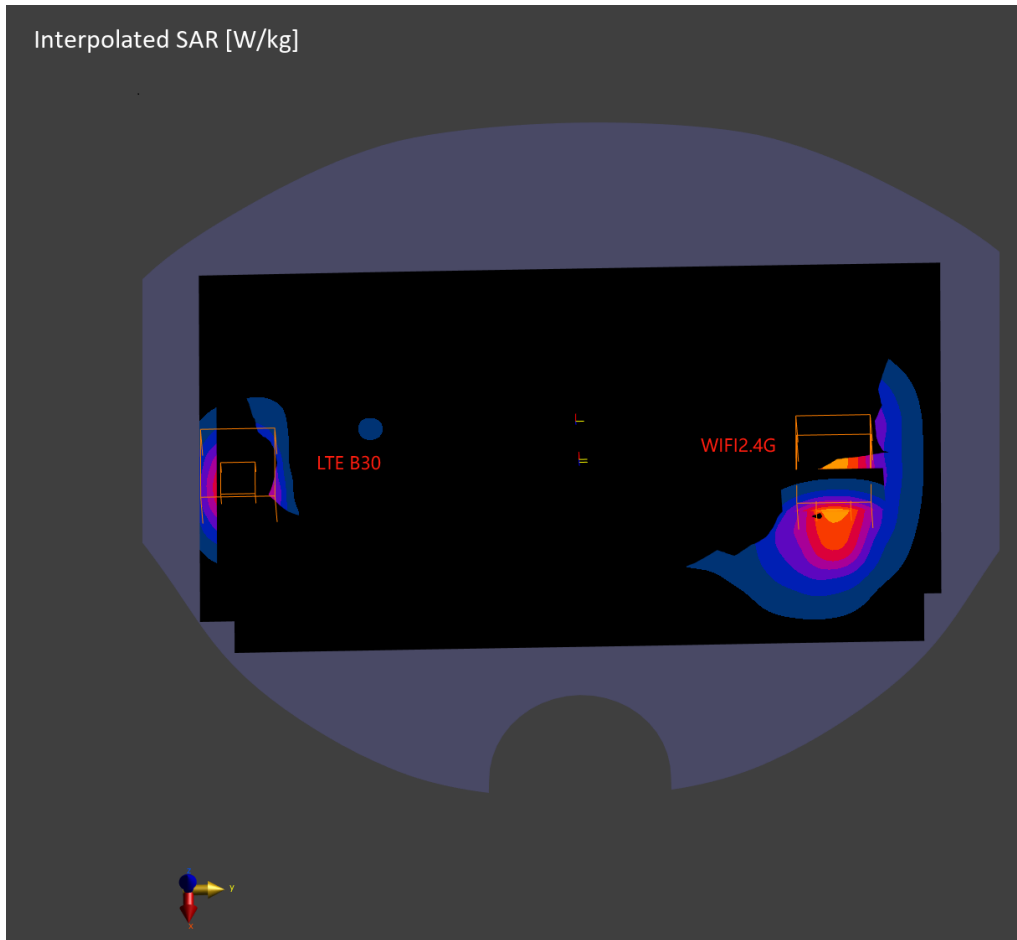 Interpolated SAR [W/kg]
WIFI2.4G
LTE B30
y
x